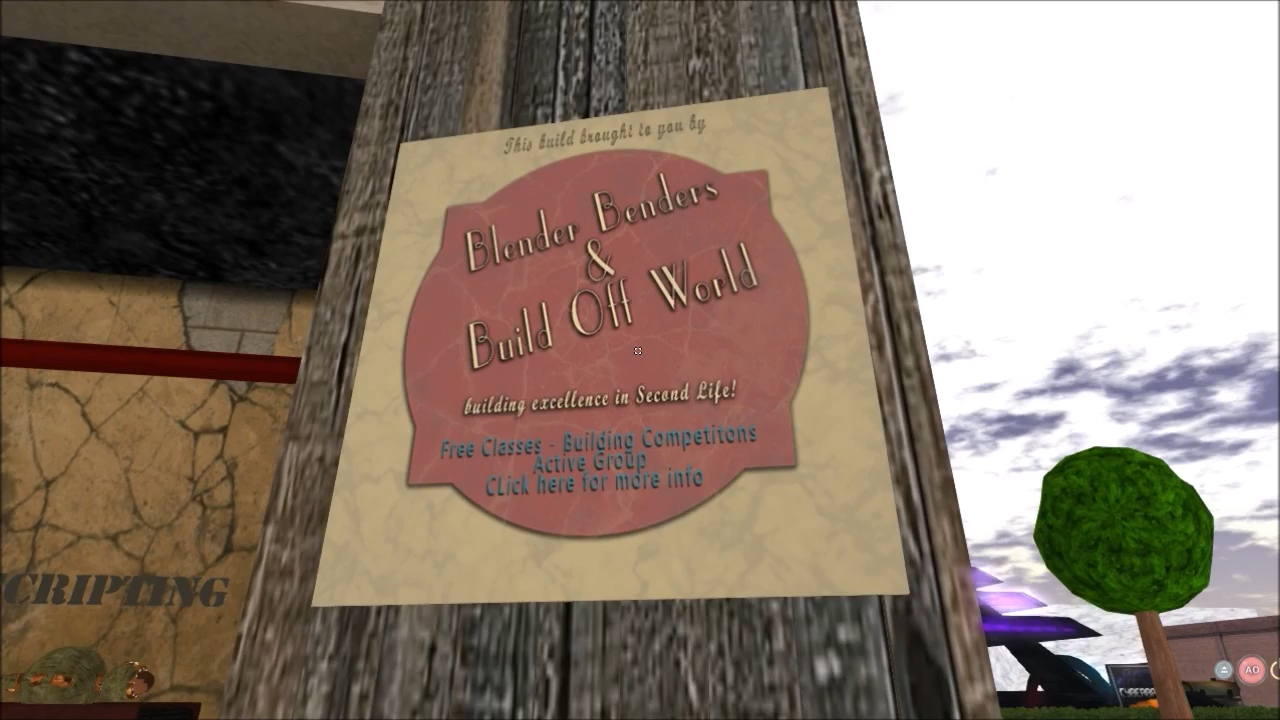 This build brought to you by
Blender Benders
&
Build Off World
building excellence in Second Life!
Free Classes - Building Competitons
Active Group
CLick here for more info
CRIPTING
AO